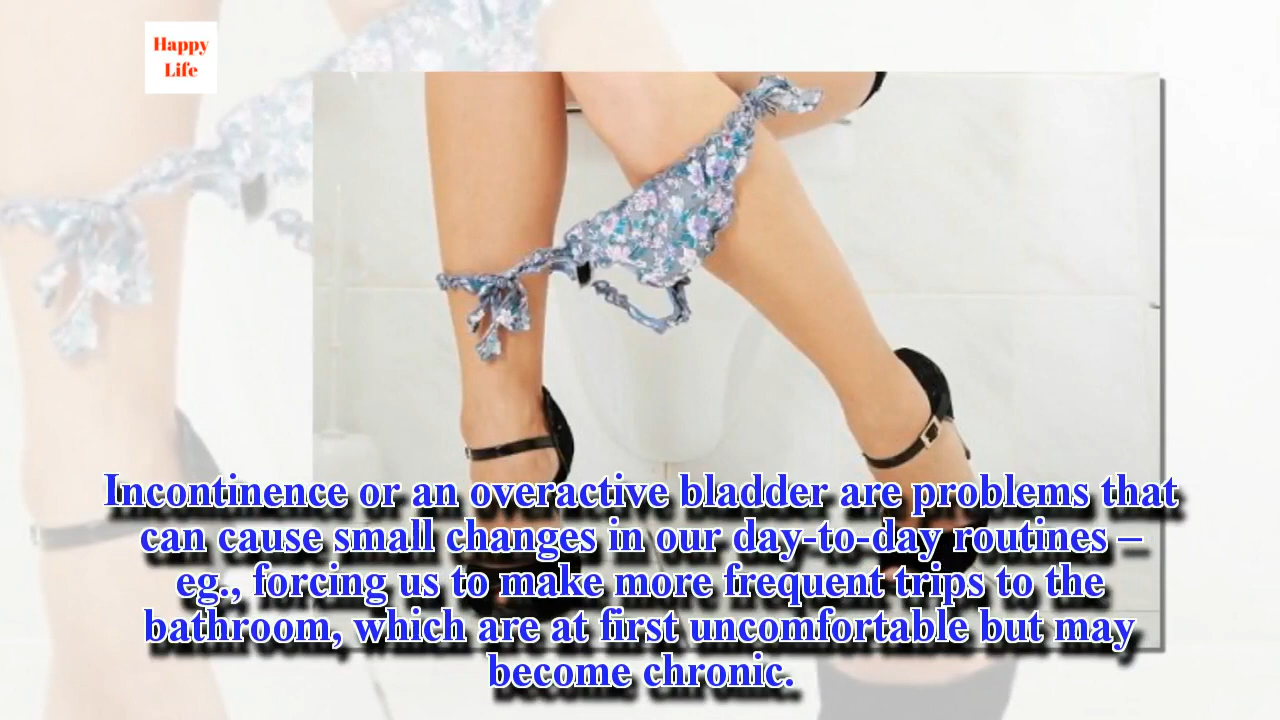 Happy
Life
Incontinence or an overactive bladder are problems that
can cause small changes in our day-to-day routines –
eg., forcing us to make more frequent trips to the
bathroom, which are at first uncomfortable but may
become chronic.